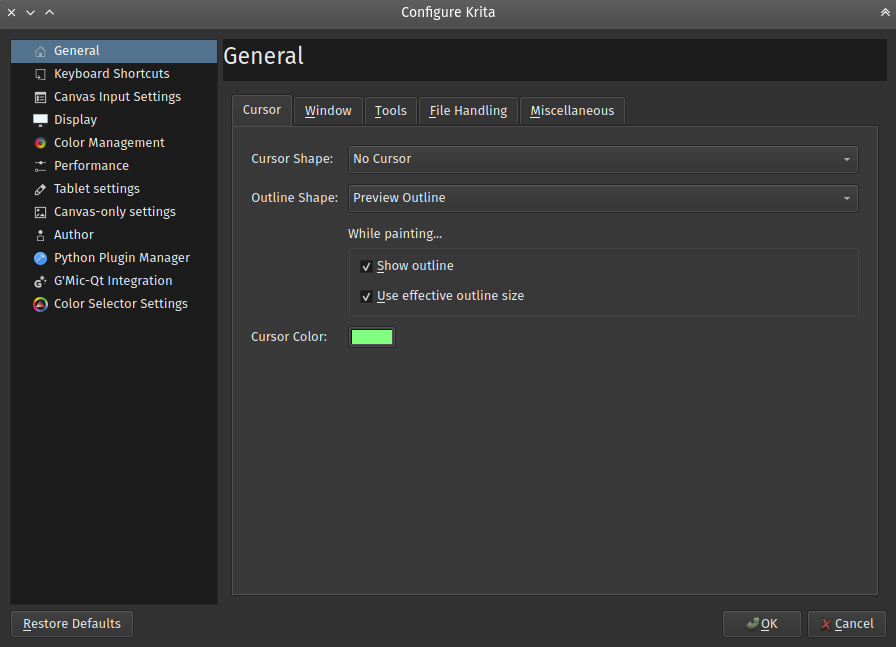 Configure Krita
General
Keyboard Shortcuts
Canvas Input Settings
Display
Color Management
Performance
Tablet settings
Canvas-only settings
Author
Python Plugin Manager
G'Mic-Qt Integration
Color Selector Settings
General
Cursor Window Tools File Handling Miscellaneous
Cursor Shape: No Cursor
Outline Shape: Preview Outline
While painting...
Show outline
Use effective outline size
Cursor Color:
Restore Defaults OK Cancel